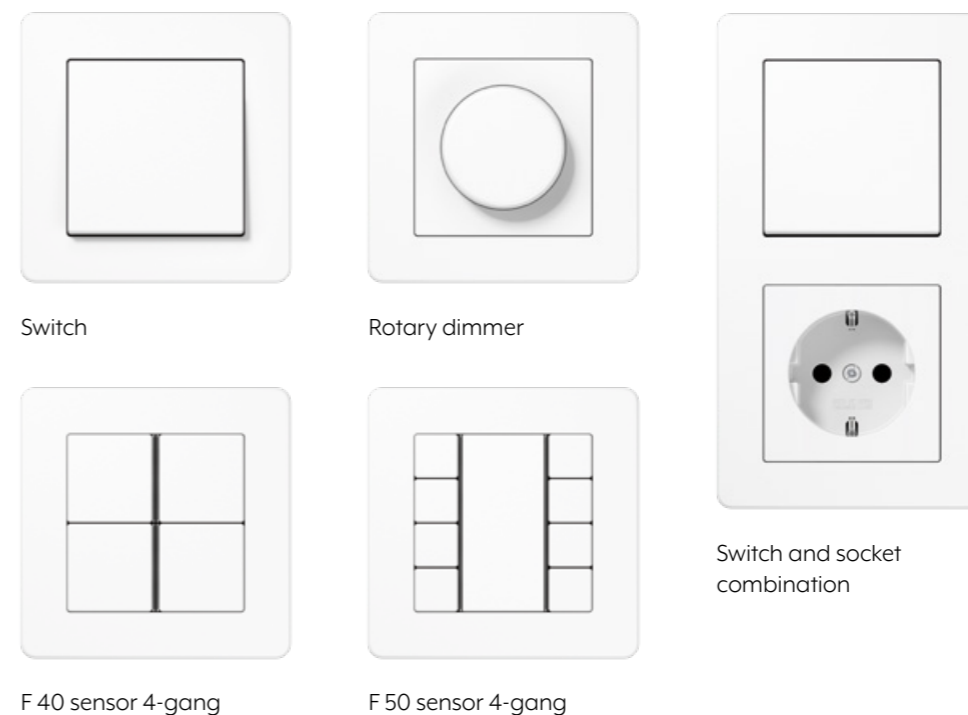 Switch
Rotary dimmer
Switch and socket
combination
F 40 sensor 4-gang
F 50 sensor 4-gang